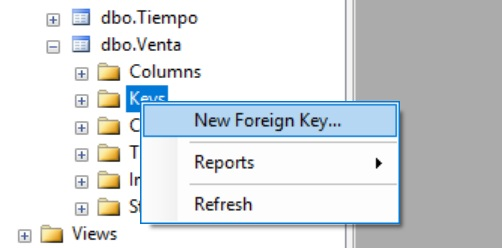 dbo.Tiempo
dbo.Venta
Columns
Keys
New Foreign Key...
Reports
Refresh
Views